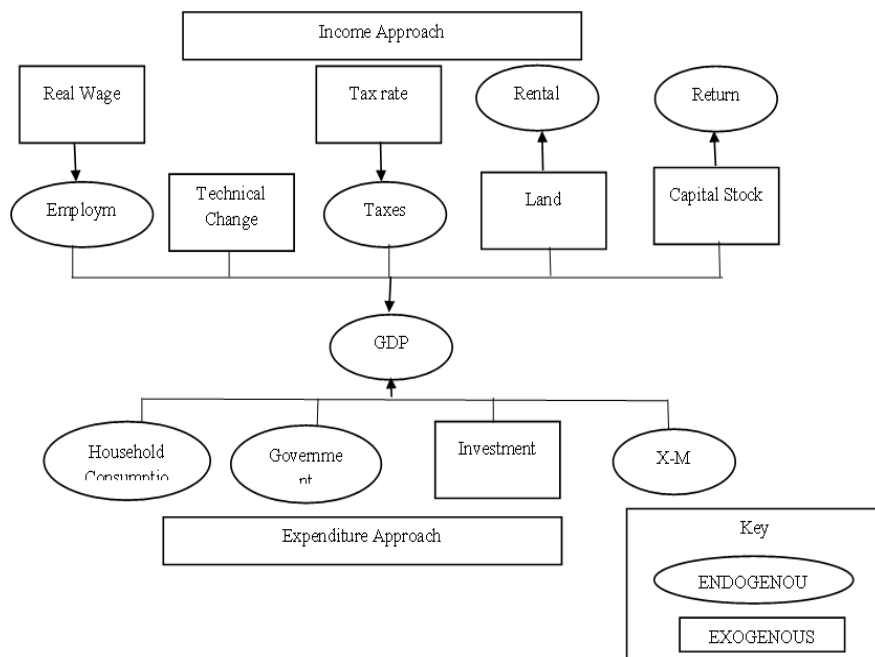 Income Approach
Real Wage
Tax rate
Rental
Return
Employm
Technical
Change
Taxes
Land
Capital Stock
GDP
Household
Consumptio
Governme
nt
Investment
X-M
Expenditure Approach
Key
ENDOGENOU
EXOGENOUS